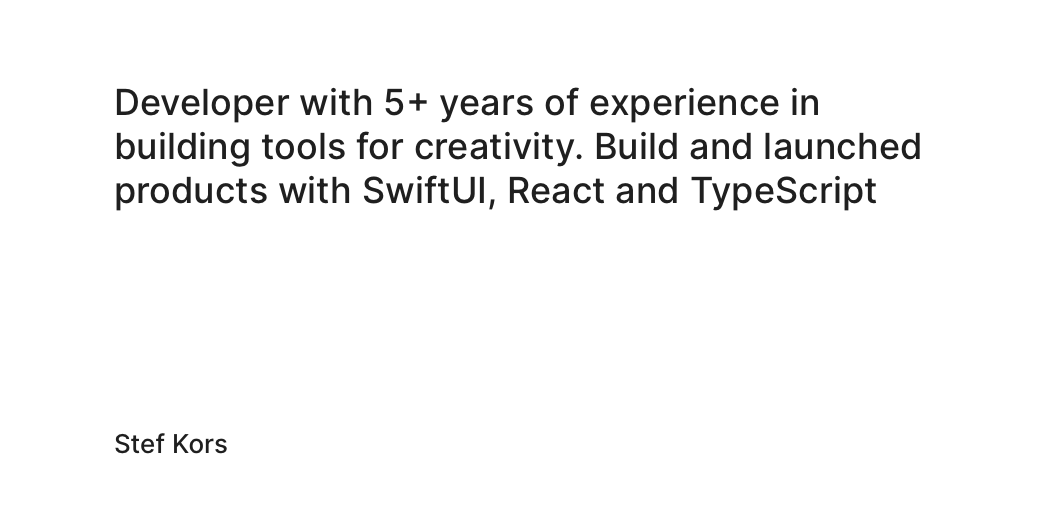 Developer with 5+ years of experience in
building tools for creativity. Build and launched
products with SwiftUI, React and TypeScript
Stef Kors